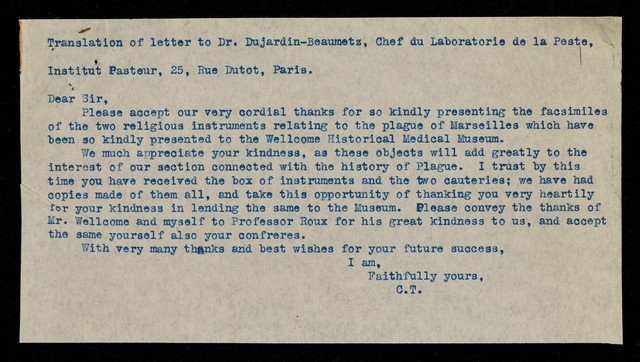 Translation of letter to Dr. Dujardin-Beaumetz, Chef du Laboratorie de la Peste,
Institut Pasteur, 25, Rue Dutot, Paris.
Dear Sir,
Please accept our very cordial thanks for so kindly presenting the facsimiles
of the two religious instruments relating to the plague of Marseilles which have
been so kindly presented to the Wellcome Historical Medical Museum.
We much appreciate your kindness, as these objects will add greatly to the
interest of our section connected with the history of Plague. I trust by this
time you have received the box of instruments and the two cauteries; we have had
copies made of them all, and take this opportunity of thanking you very heartily
for your kindness in lending the same to the Museum. Please convey the thanks of
Mr. Wellcome and myself to Professor Roux for his great kindness to us, and accept
the same yourself also your confreres.
With very many thanks and best wishes for your future success,
I am,
Faithfully yours,
C.T.